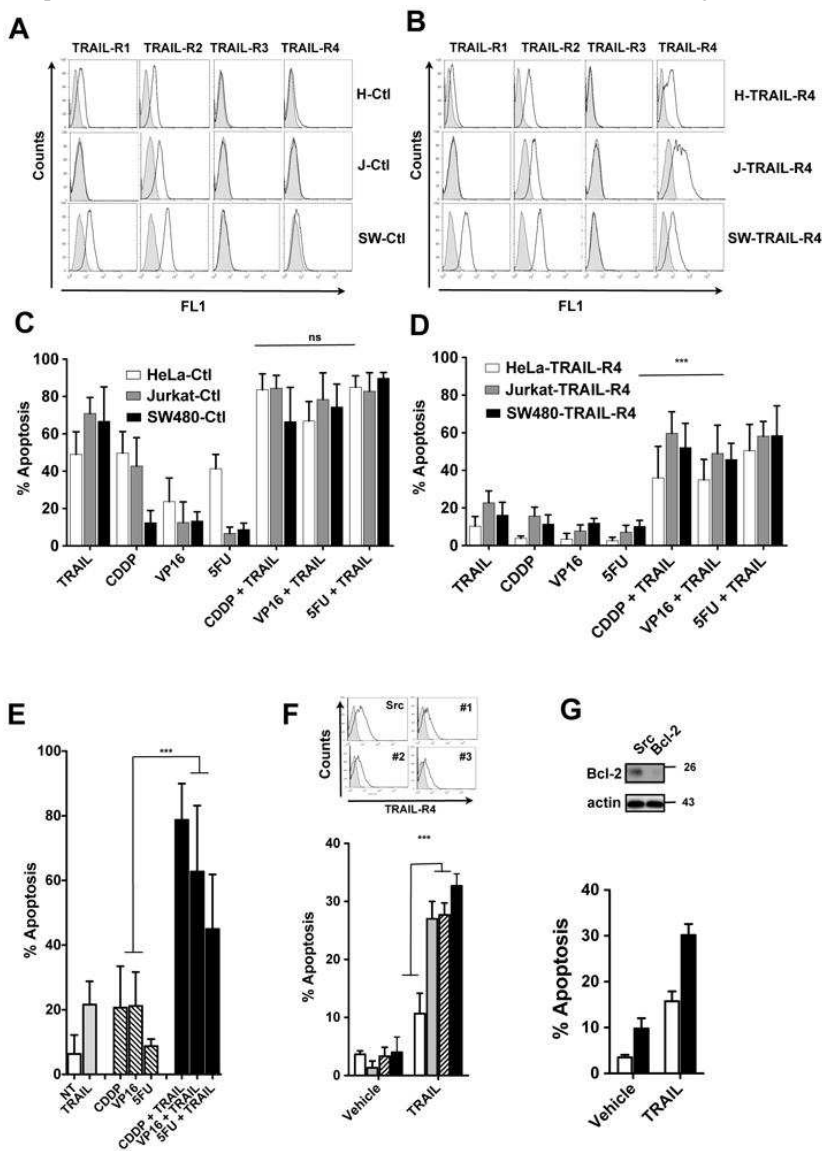 A
TRAIL-R1 TRAIL-R2 TRAIL-R3 TRAIL-R4
H-Ctl
J-Ctl
SW-Ctl
Counts
FL1
B
TRAIL-R1 TRAIL-R2 TRAIL-R3 TRAIL-R4
H-TRAIL-R4
J-TRAIL-R4
SW-TRAIL-R4
Counts
FL1
C
ns
HeLa-Ctl
Jurkat-Ctl
SW480-Ctl
% Apoptosis
100
80
60
40
20
0
TRAIL
CDDP
VP16
5FU
CDDP + TRAIL
VP16 + TRAIL
5FU + TRAIL
D
***
HeLa-TRAIL-R4
Jurkat-TRAIL-R4
SW480-TRAIL-R4
% Apoptosis
100
80
60
40
20
0
TRAIL
CDDP
VP16
5FU
CDDP + TRAIL
VP16 + TRAIL
5FU + TRAIL
E
***
% Apoptosis
100
80
60
40
20
0
NT
TRAIL
CDDP
VP16
5FU
CDDP + TRAIL
VP16 + TRAIL
5FU + TRAIL
F
Src #1
#2 #3
Counts
TRAIL-R4
***
% Apoptosis
40
30
20
10
0
Vehicle
TRAIL
G
Src Bcl-2
Bcl-2 26
actin 43
% Apoptosis
40
30
20
10
0
Vehicle
TRAIL